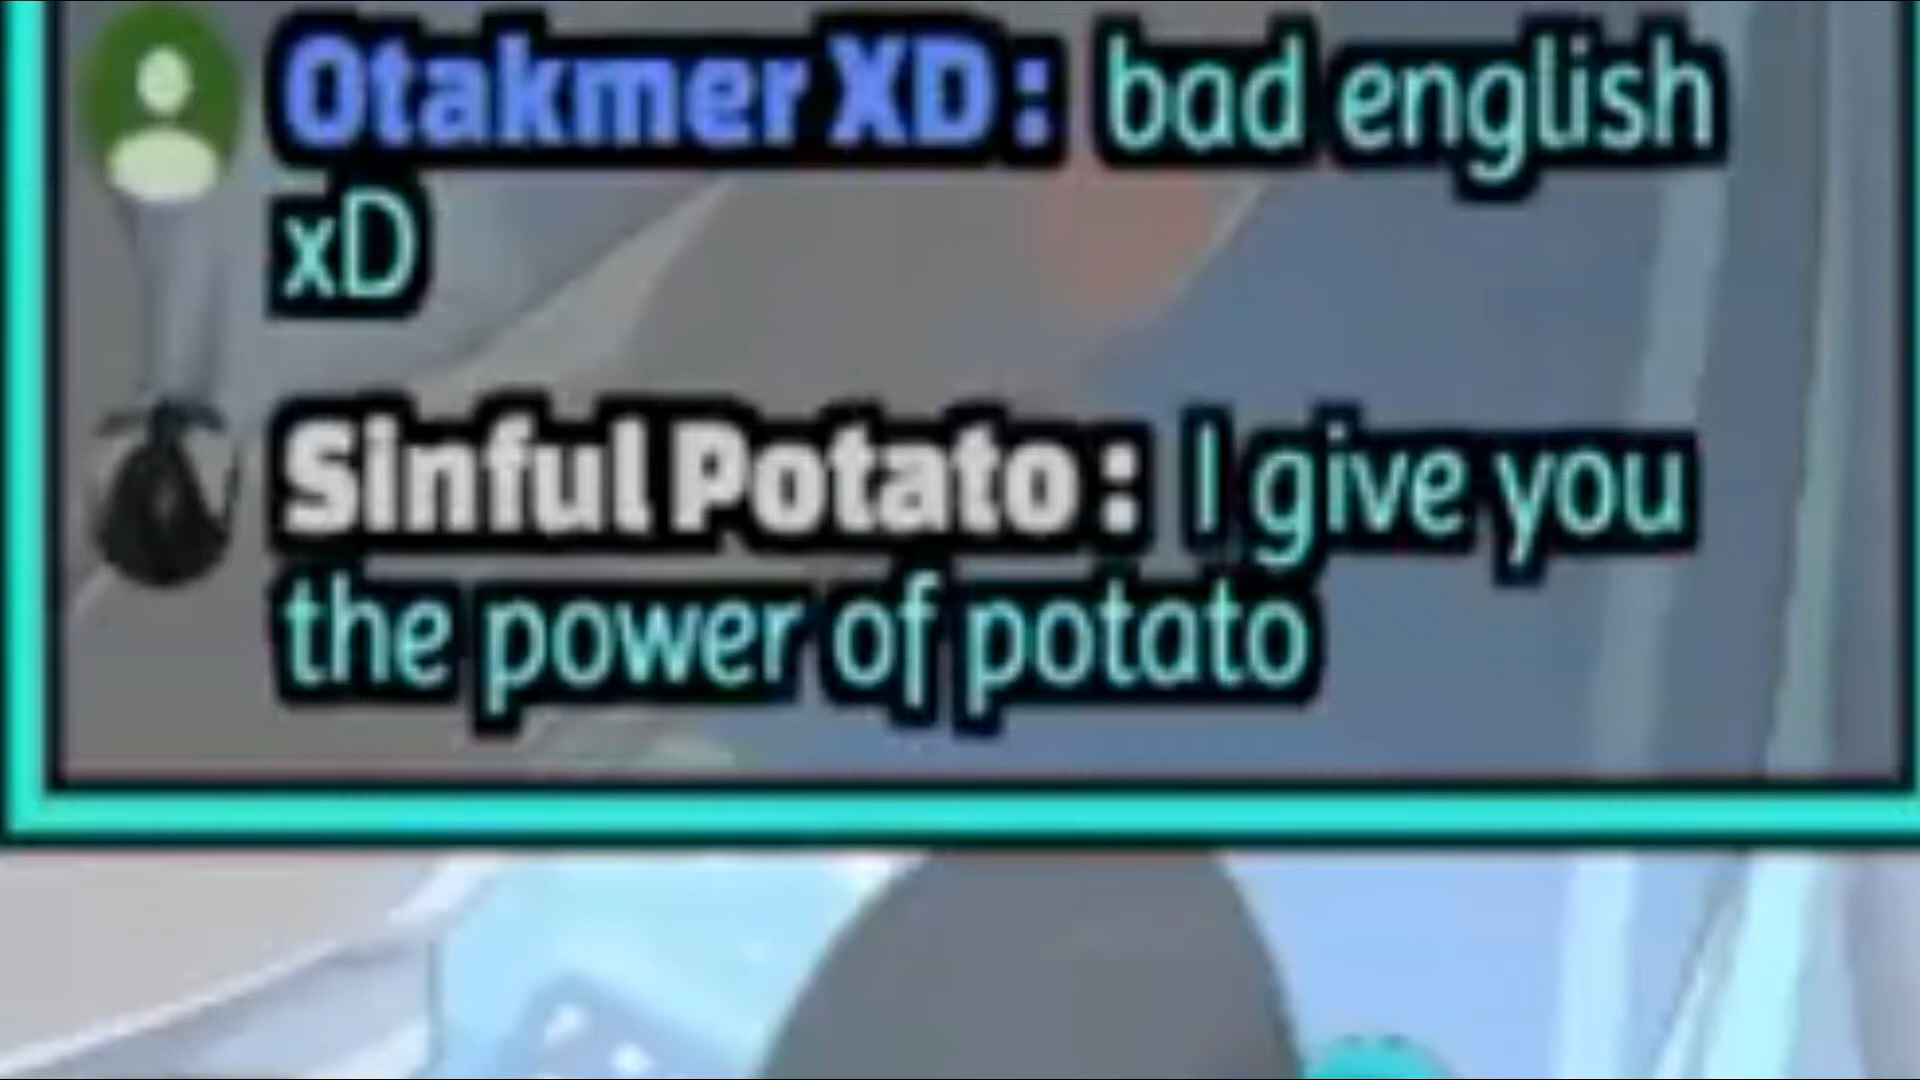 Otakmer XD: bad english
xD
Sinful Potato: I give you
the power of potato